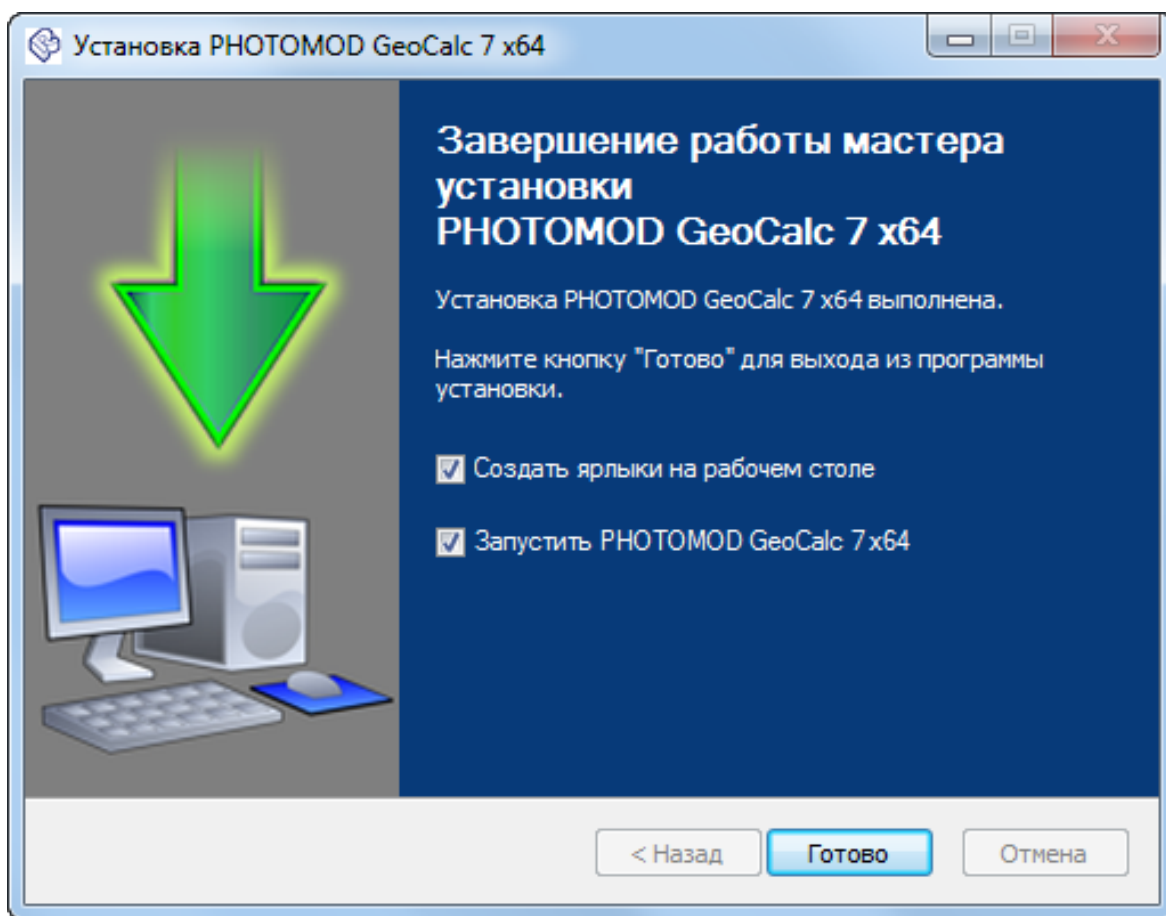 Установка PHOTOMOD GeoCalc 7 x64
Завершение работы мастера
установки
PHOTOMOD GeoCalc 7 x64
Установка PHOTOMOD GeoCalc 7 x64 выполнена.
Нажмите кнопку "Готово" для выхода из программы
установки.
Создать ярлыки на рабочем столе
Запустить PHOTOMOD GeoCalc 7 x64
< Назад
Готово
Отмена